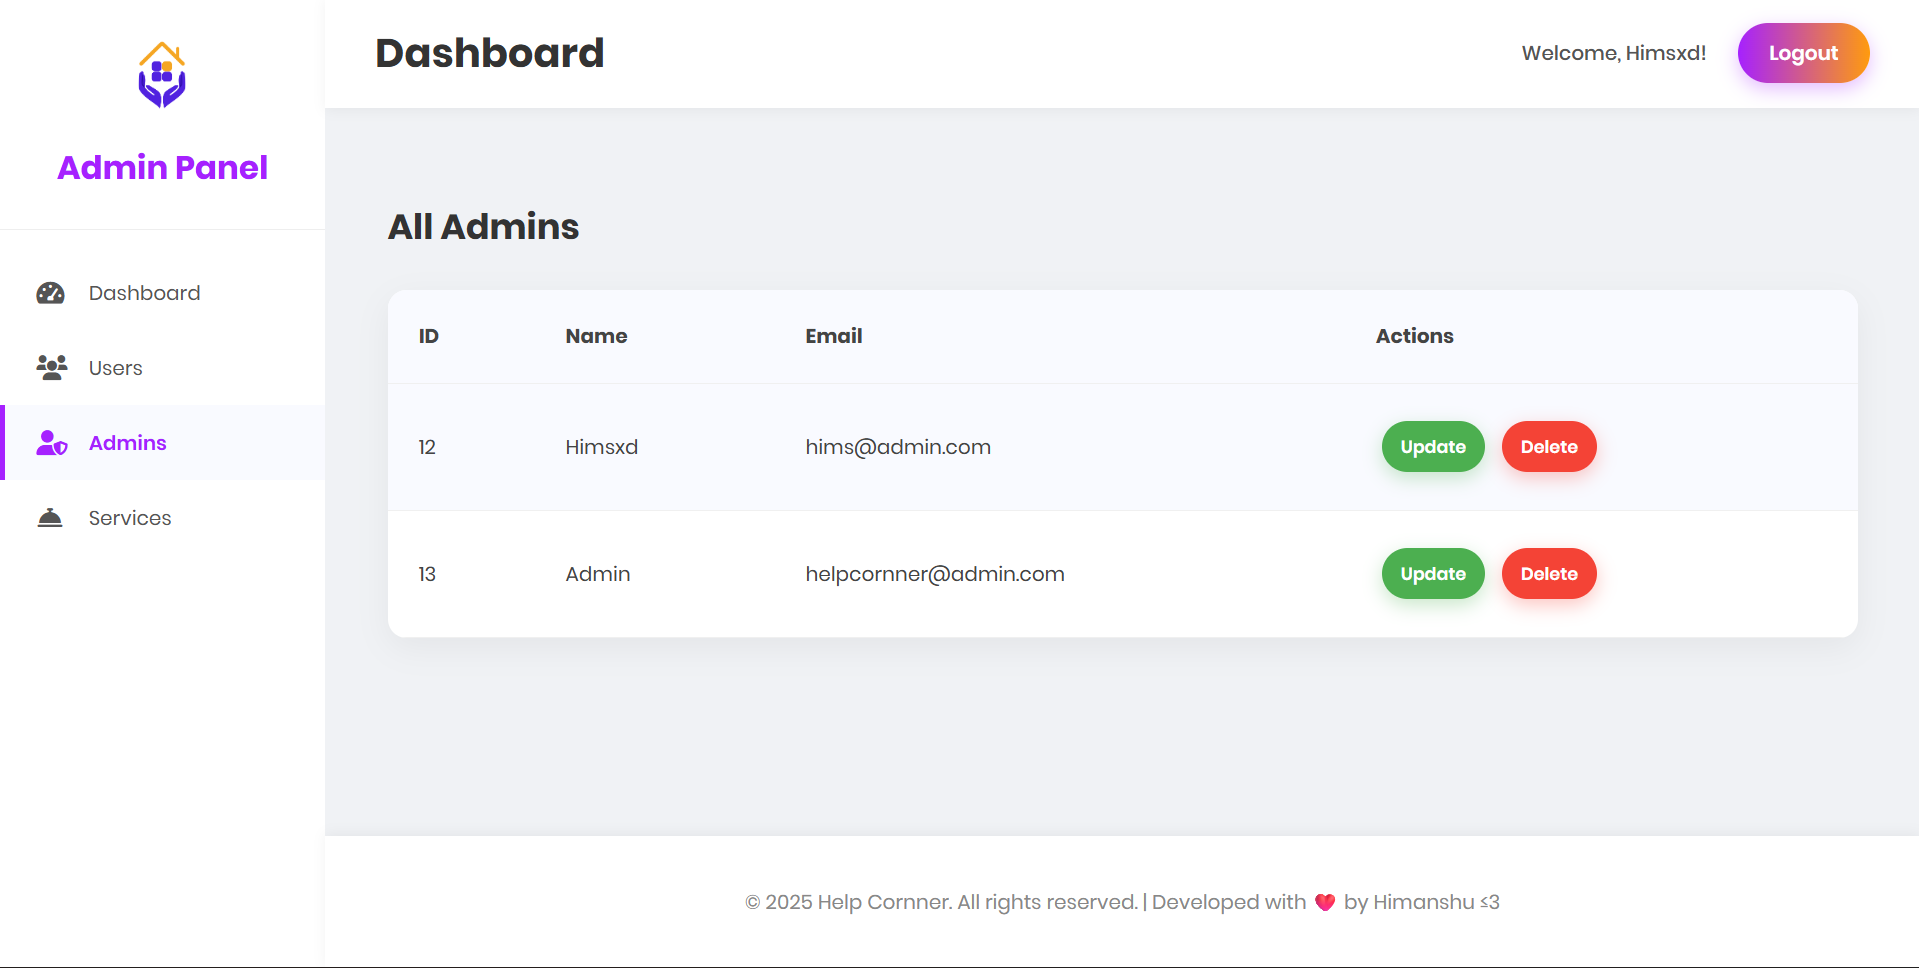 Admin Panel
Dashboard
Users
Admins
Services
Dashboard
Welcome, Himsxd!
Logout
All Admins
ID Name Email Actions
12 Himsxd hims@admin.com Update Delete
13 Admin helpcornner@admin.com Update Delete
© 2025 Help Cornner. All rights reserved. | Developed with ❤️ by Himanshu ≤3